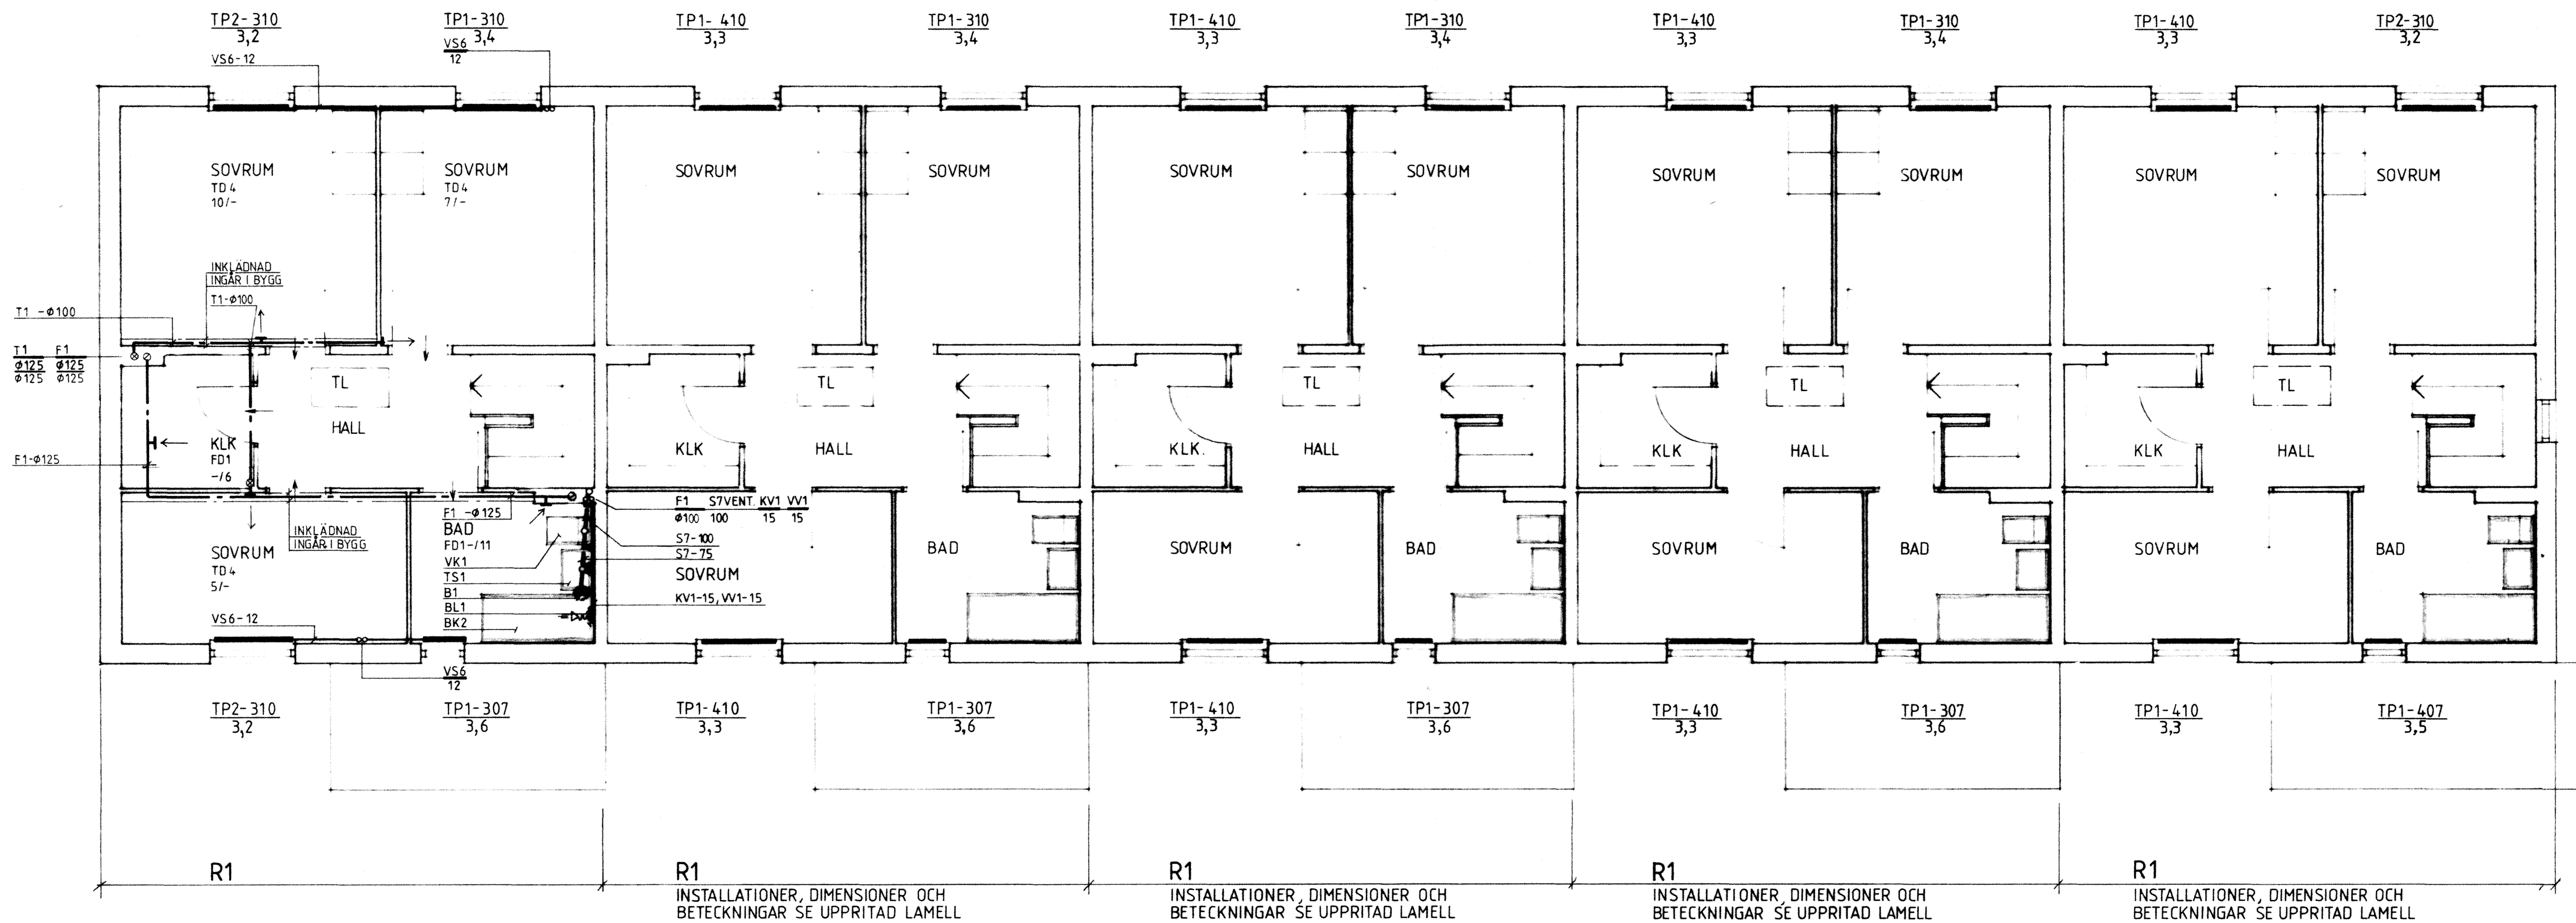 TP2-310
3,2
TP1-310
3,4
TP1-410
3,3
TP1-310
3,4
TP1-410
3,3
TP1-310
3,4
TP1-410
3,3
TP1-310
3,4
TP1-410
3,3
TP2-310
3,2
VS6-12
VS6
12
SOVRUM
TD4
10/-
SOVRUM
TD4
7/-
SOVRUM
SOVRUM
SOVRUM
SOVRUM
SOVRUM
SOVRUM
SOVRUM
SOVRUM
INKLÄDNAD
INGÅR I BYGG
T1-Φ100
T1 -Φ100
T1 F1
Φ125 Φ125
Φ125 Φ125
TL
TL
TL
TL
TL
HALL
KLK
FD1
-/6
F1-Φ125
KLK
HALL
KLK.
HALL
KLK
HALL
KLK
HALL
F1 -Φ125
INKLÄDNAD
INGÅR I BYGG
F1 S7VENT. KV1 VV1
Φ100 100 15 15
S7-100
S7-75
SOVRUM
KV1-15, VV1-15
SOVRUM
TD4
5/-
BAD
FD1-/11
VK1
TS1
B1
BL1
BK2
VS6-12
VS6
12
BAD
SOVRUM
BAD
SOVRUM
BAD
SOVRUM
BAD
TP2-310
3,2
TP1-307
3,6
TP1-410
3,3
TP1-307
3,6
TP1-410
3,3
TP1-307
3,6
TP1-410
3,3
TP1-307
3,6
TP1-410
3,3
TP1-407
3,5
R1
R1
INSTALLATIONER, DIMENSIONER OCH
BETECKNINGAR SE UPPRITAD LAMELL
R1
INSTALLATIONER, DIMENSIONER OCH
BETECKNINGAR SE UPPRITAD LAMELL
R1
INSTALLATIONER, DIMENSIONER OCH
BETECKNINGAR SE UPPRITAD LAMELL
R1
INSTALLATIONER, DIMENSIONER OCH
BETECKNINGAR SE UPPRITAD LAMELL